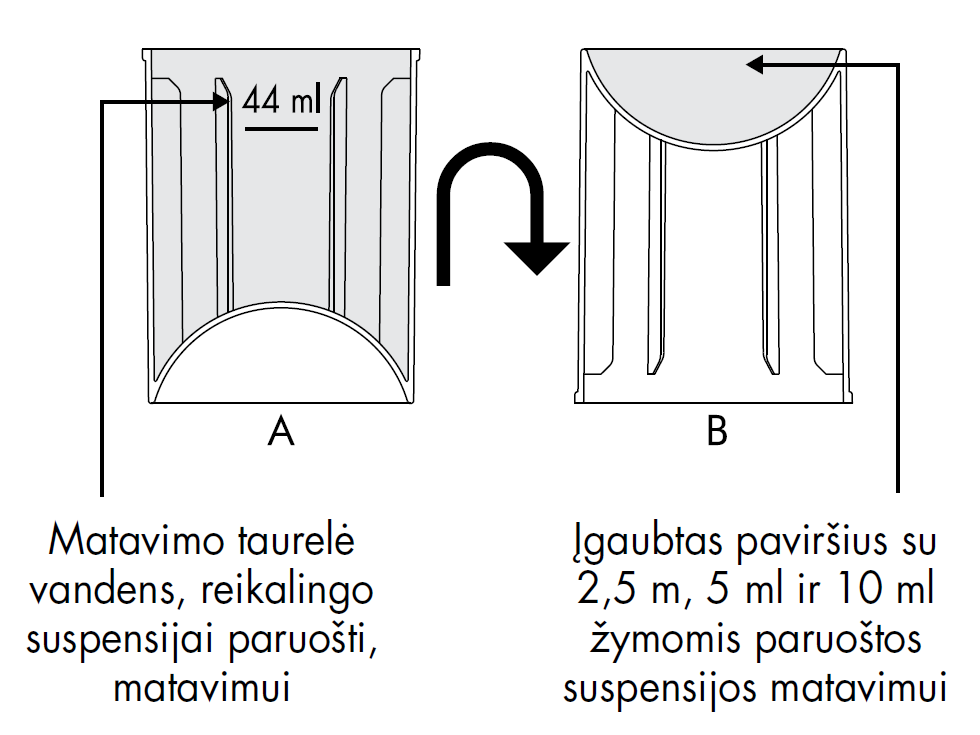 44 ml
A
B
Matavimo taurelė
vandens, reikalingo
suspensijai paruošti,
matavimui
Įgaubtas paviršius su
2,5 m, 5 ml ir 10 ml
žymomis paruoštos
suspensijos matavimui